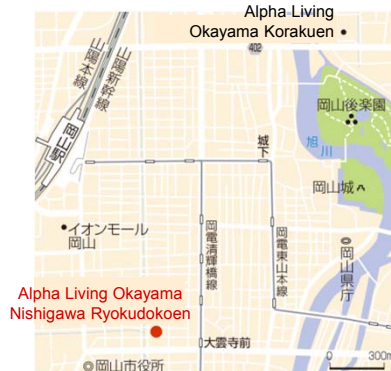 Alpha Living
Okayama Korakuen
402
山陽新幹線
山陽本線
岡山後楽園
旭川
城下
岡山駅
岡山城
イオンモール
岡山
岡電清輝橋線
岡電東山本線
岡山県庁
Alpha Living Okayama
Nishigawa Ryokudokoen
大雲寺前
岡山市役所
0 300m